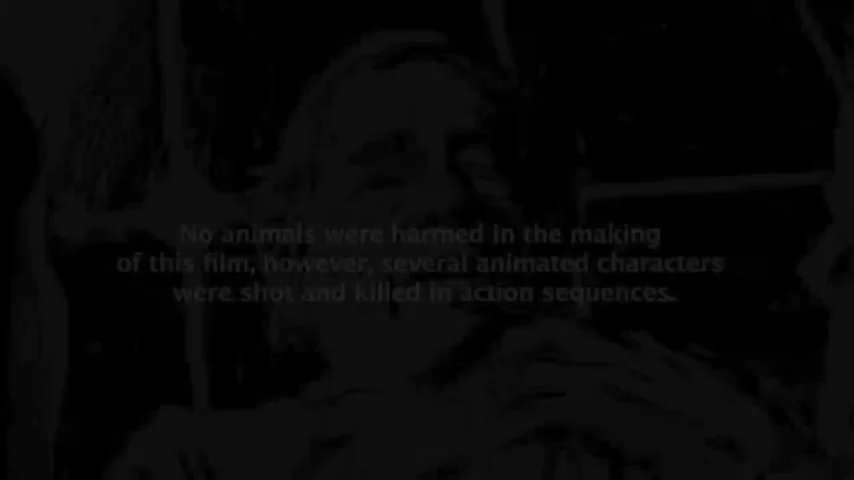 No animals were harmed in the making
of this film, however, several animated characters
were shot and killed in action sequences.